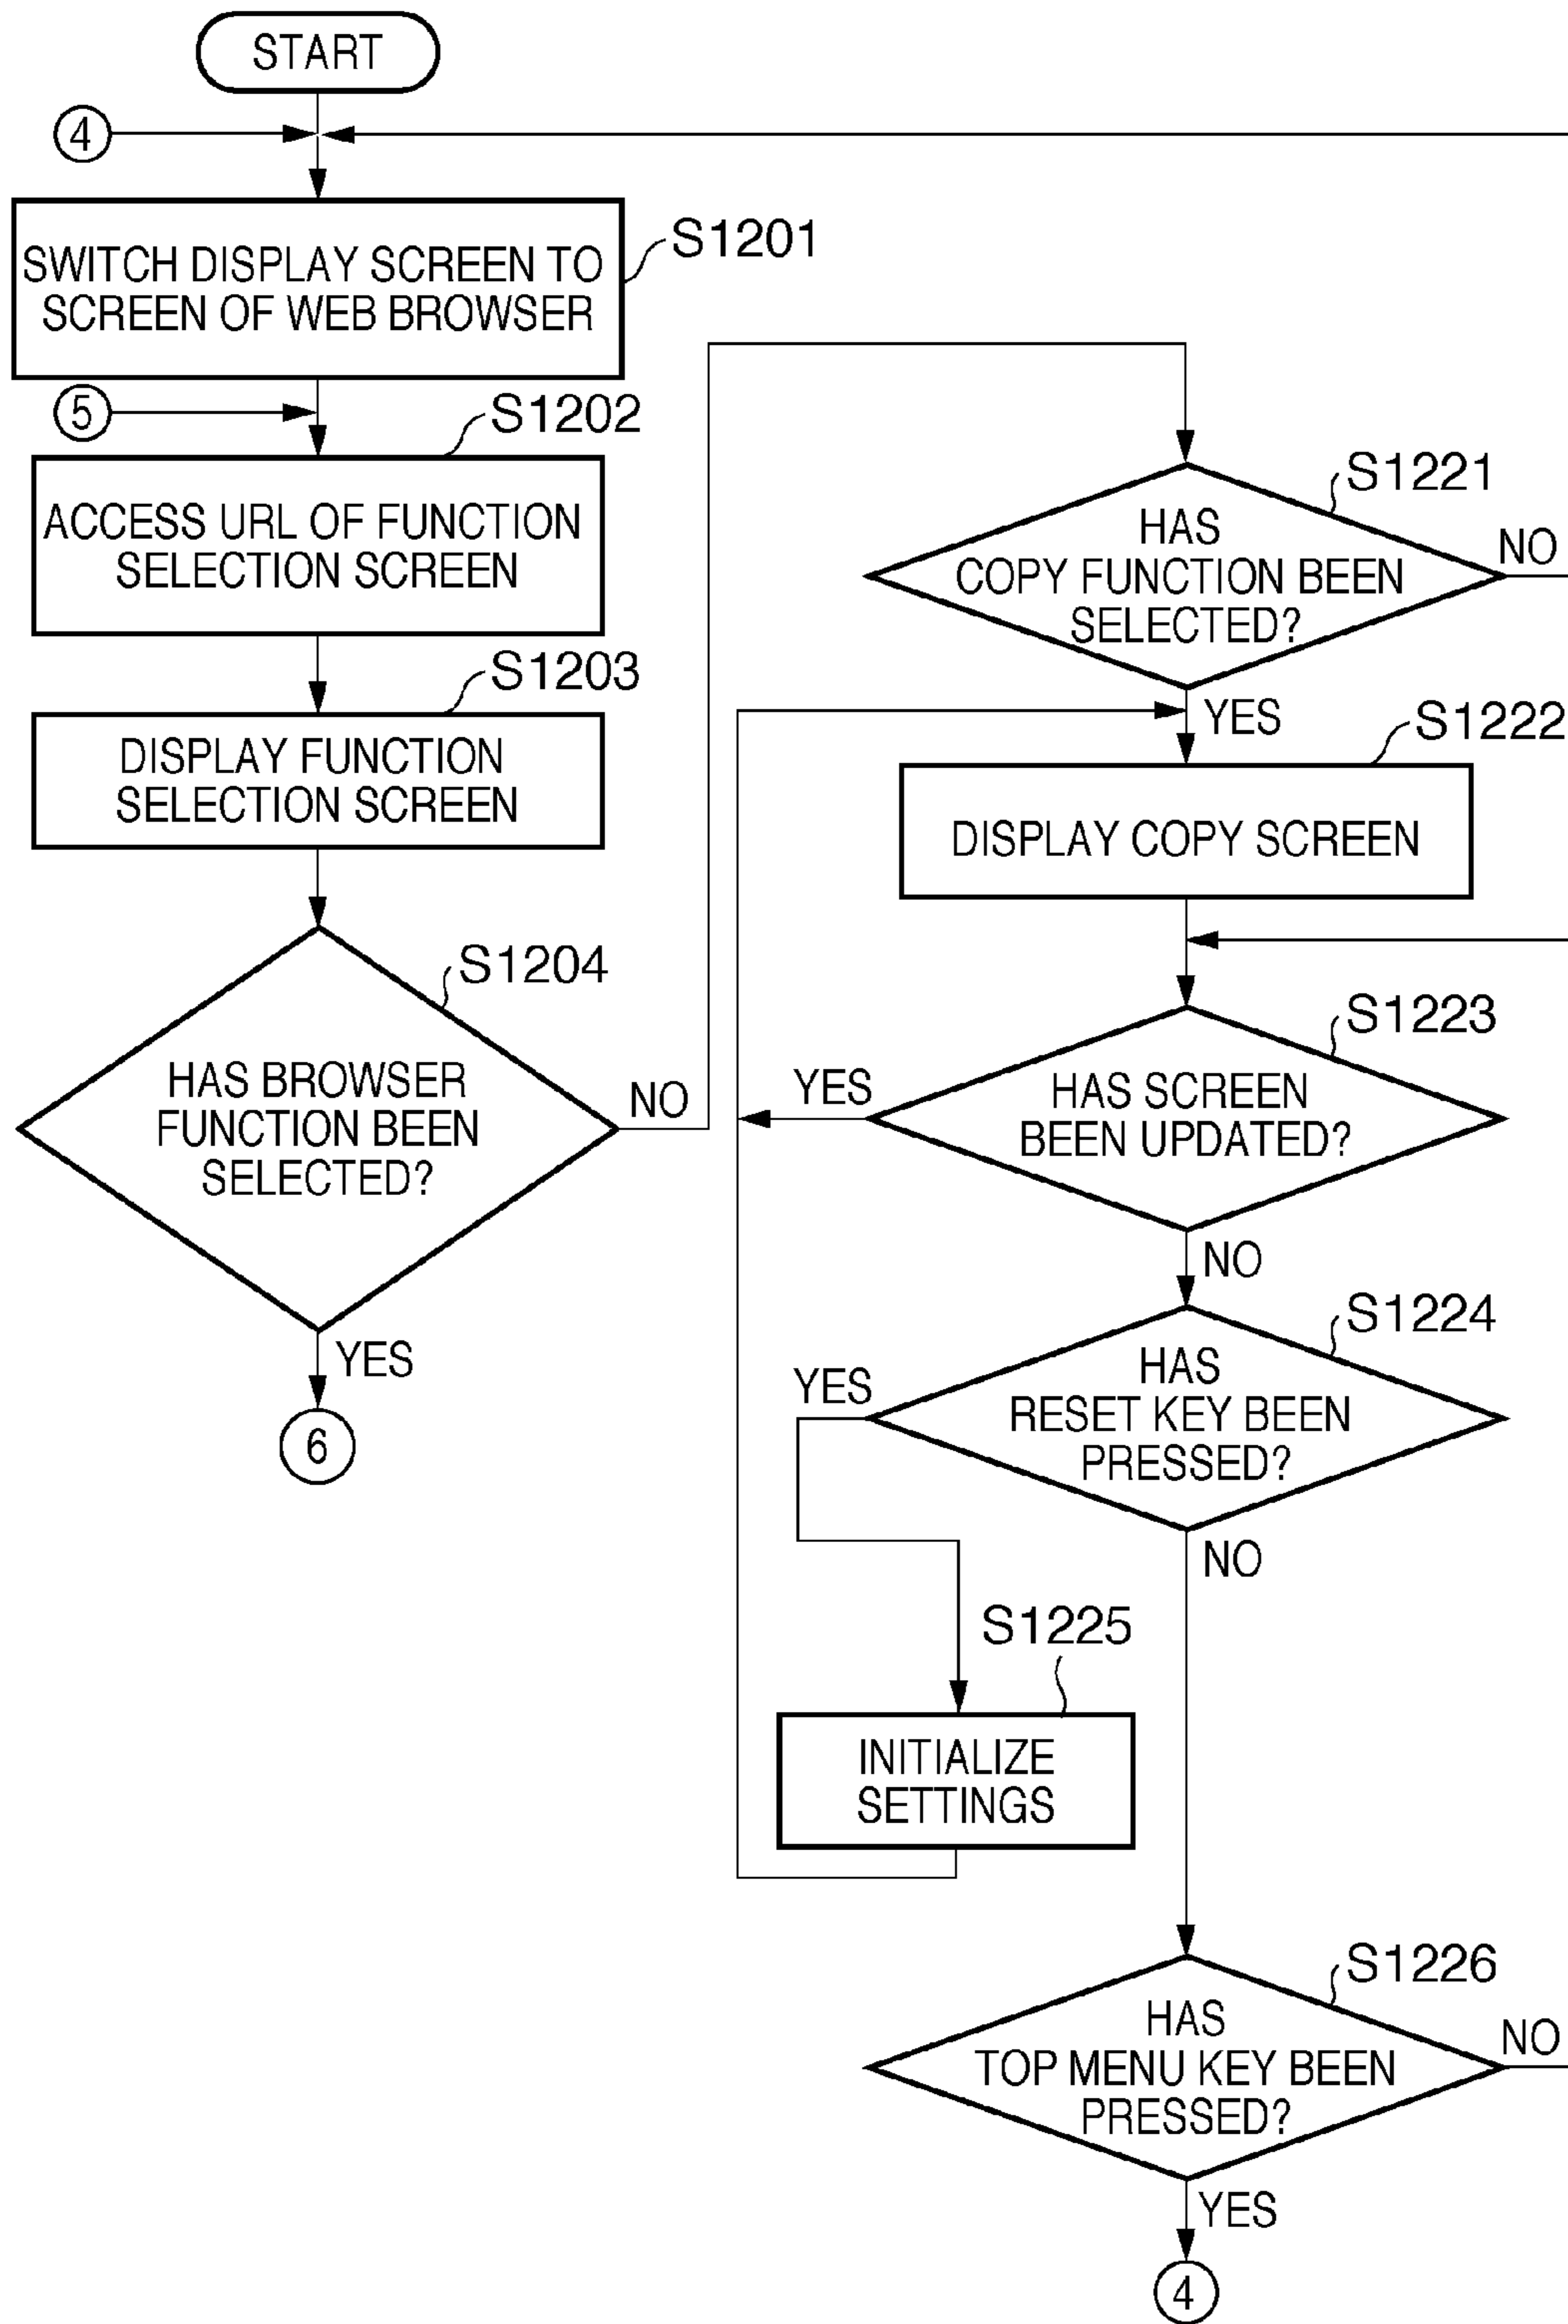 START
4
SWITCH DISPLAY SCREEN TO
SCREEN OF WEB BROWSER
S1201
5
S1202
ACCESS URL OF FUNCTION
SELECTION SCREEN
S1203
DISPLAY FUNCTION
SELECTION SCREEN
S1204
HAS BROWSER
FUNCTION BEEN
SELECTED?
NO
YES
6
S1221
HAS
COPY FUNCTION BEEN
SELECTED?
NO
YES
S1222
DISPLAY COPY SCREEN
S1223
HAS SCREEN
BEEN UPDATED?
YES
NO
S1224
HAS
RESET KEY BEEN
PRESSED?
YES
NO
S1225
INITIALIZE
SETTINGS
S1226
HAS
TOP MENU KEY BEEN
PRESSED?
NO
YES
4